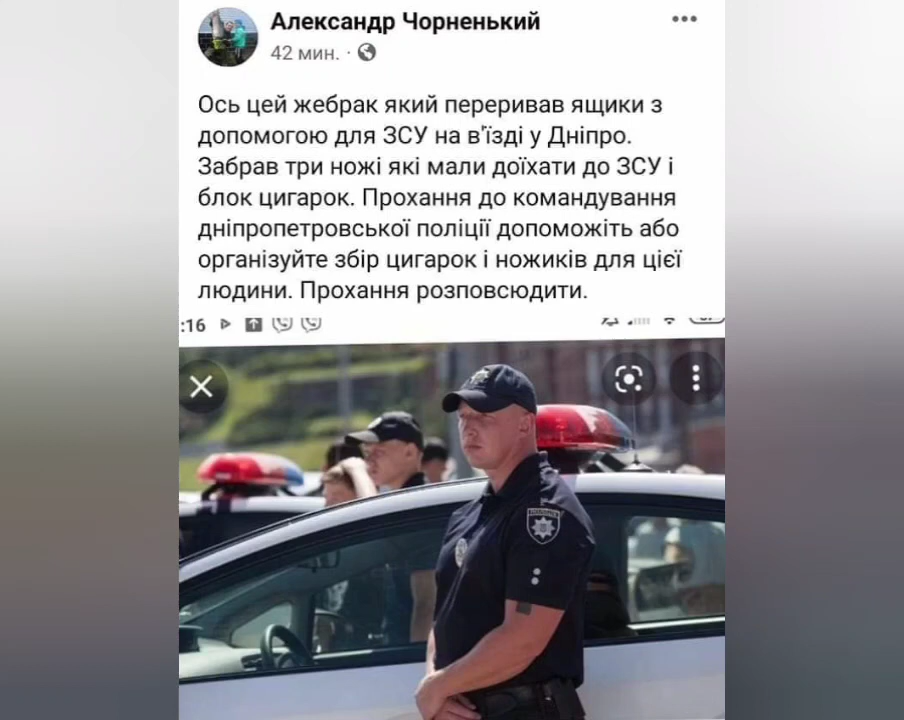 Александр Чорненький
42 мин. ·
Ось цей жебрак який переривав ящики з
допомогою для ЗСУ на в'їзді у Дніпро.
Забрав три ножі які мали доїхати до ЗСУ і
блок цигарок. Прохання до командування
дніпропетровської поліції допоможіть або
організуйте збір цигарок і ножиків для цієї
людини. Прохання розповсюдити.
:16